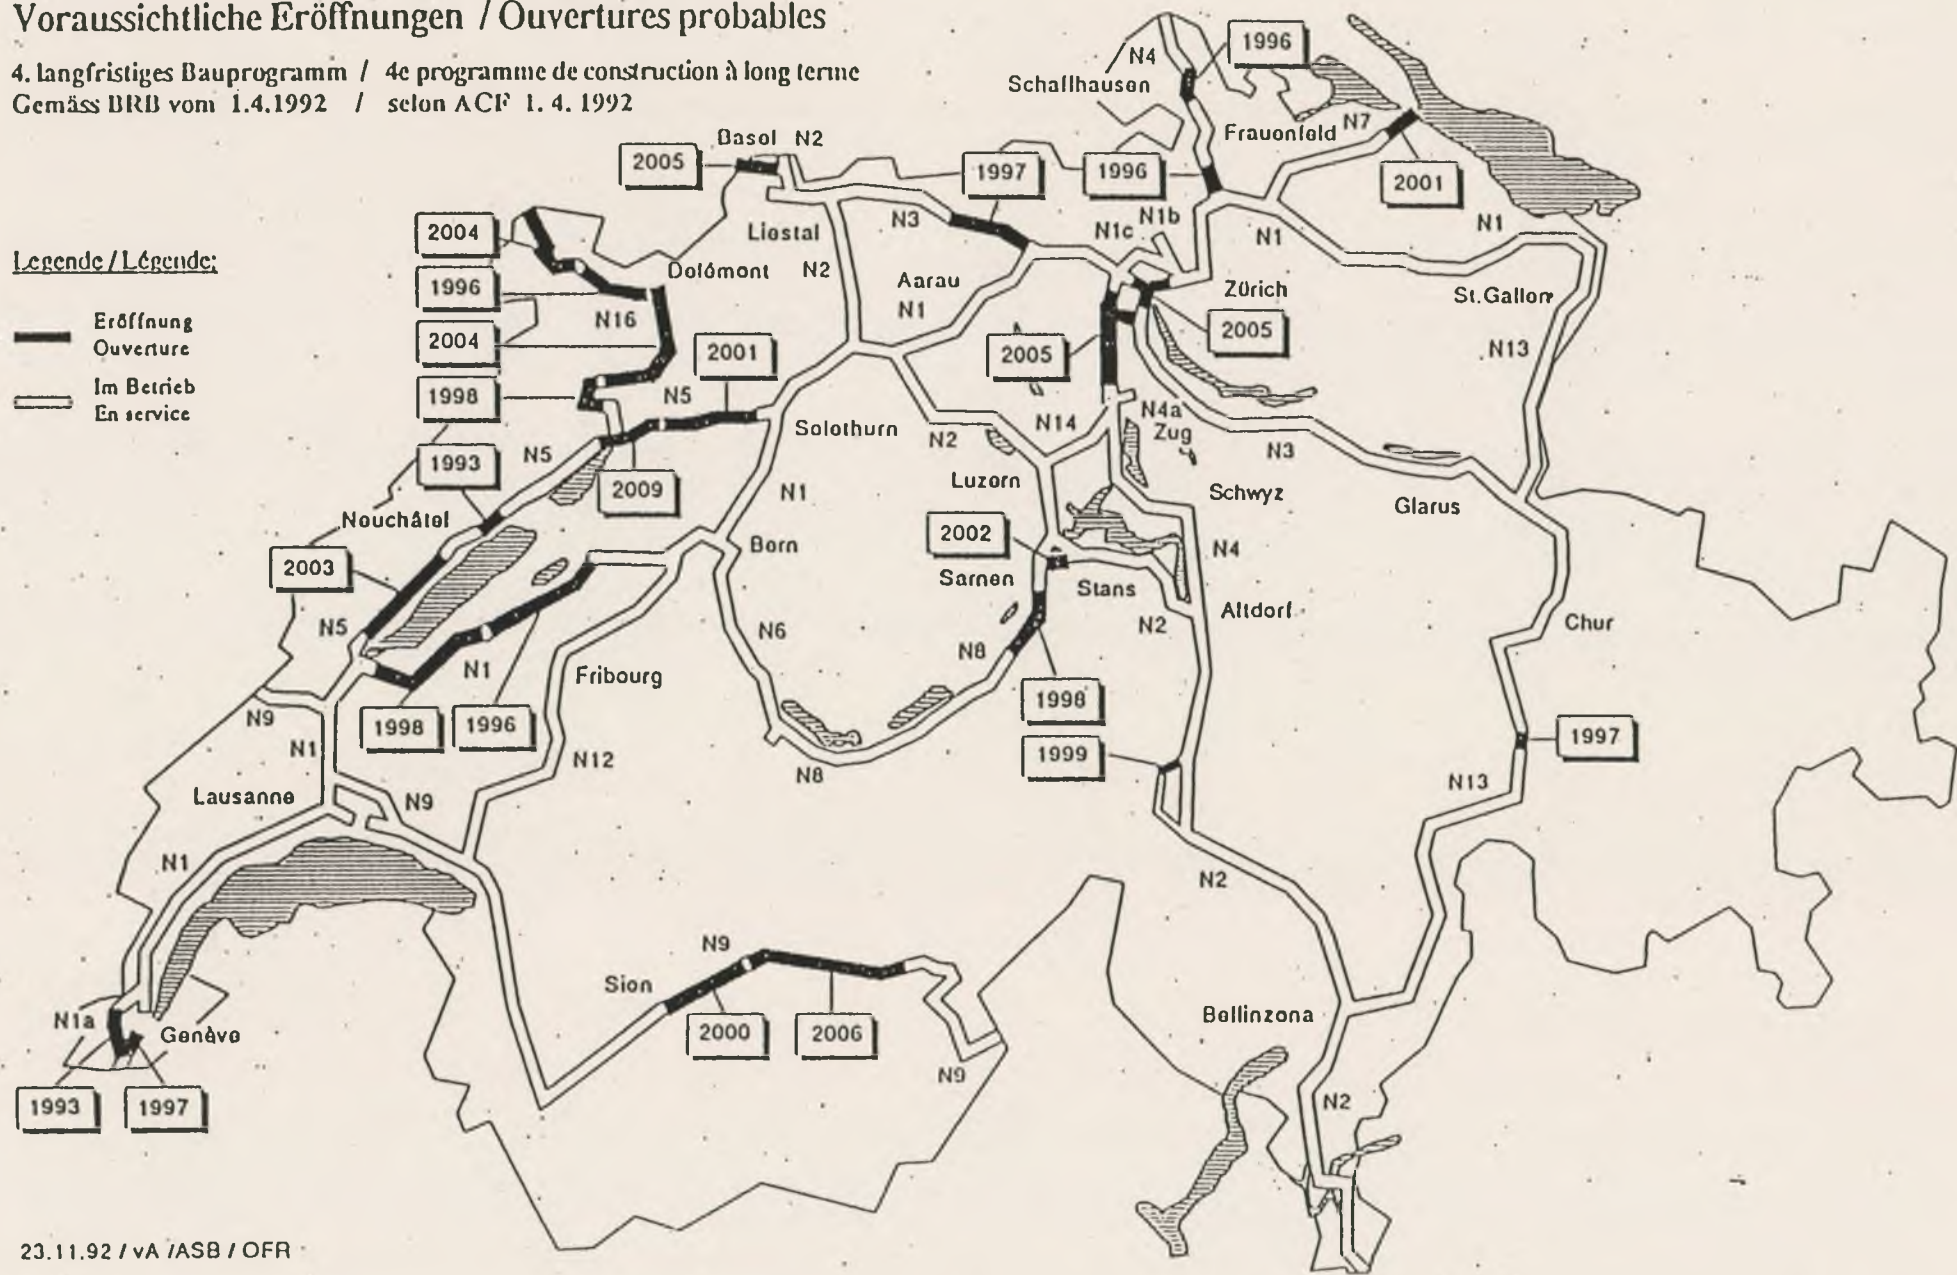 Voraussichtliche Eröffnungen / Ouvertures probables
4. langfristiges Bauprogramm / 4e programme de construction à long terme
Gemäss BRB vom 1.4.1992 / selon ACF 1. 4. 1992
Legende / Légende:
Eröffnung
Ouverture
Im Betrieb
En service
N4
1996
Schaffhausen
Frauenfeld
N7
2001
Basel
N2
2005
1997
1996
N1b
N1c
N1
N1
N3
Liestal
N2
2004
Delémont
Aarau
N1
Zürich
St.Gallen
1996
N16
2004
2001
2005
2005
N13
1998
N5
Solothurn
N2
N14
N4a
Zug
N3
N5
1993
2009
N1
Luzern
Schwyz
Glarus
Neuchâtel
Bern
2002
N4
2003
Sarnen
Stans
Altdorf
Chur
N5
N1
N6
N8
N2
Fribourg
1998
1996
1998
1997
N9
N1
N12
1999
N8
N13
Lausanne
N9
N1
N2
N9
Sion
2000
2006
N9
Bellinzona
N1a
Genève
1993
1997
N2
23.11.92 / vA /ASB / OFR